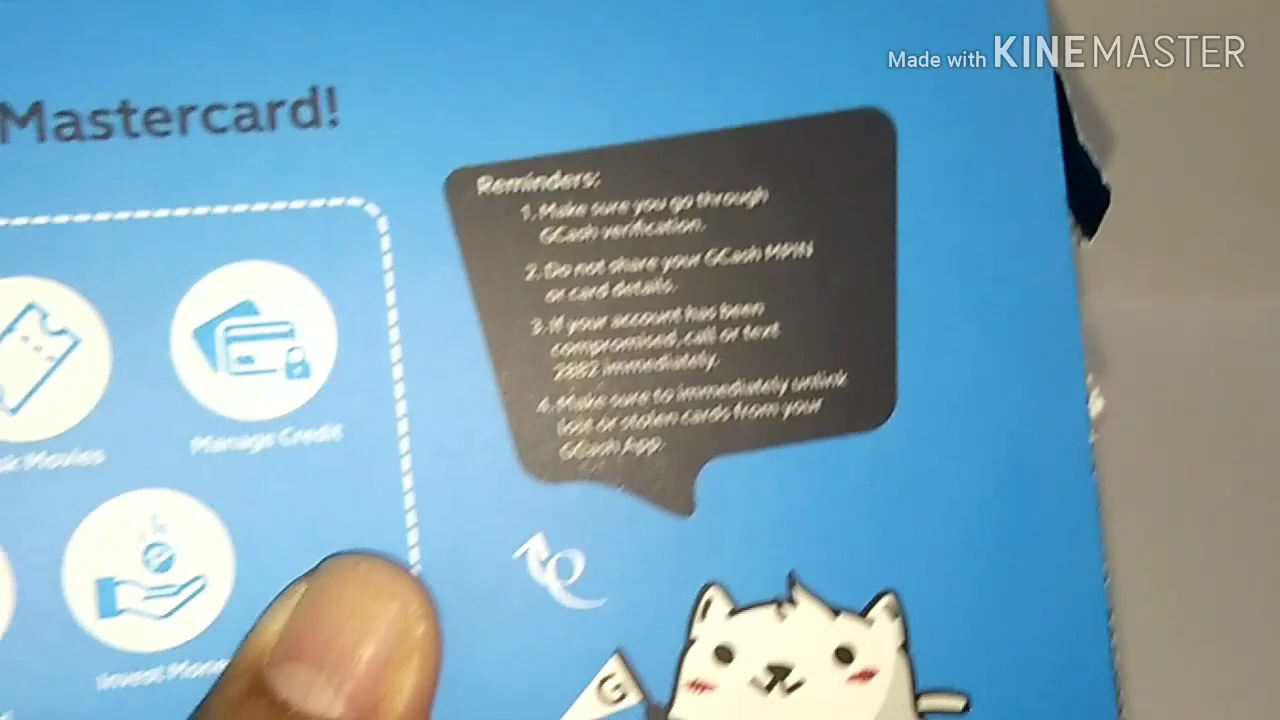 Made with KINEMASTER
Mastercard!
Reminders:
1. Make sure you go through
GCash verification.
2. Do not share your GCash MPIN
or card details.
3. If your account has been
compromised, call or text
2882 immediately.
4. Make sure to immediately unlink
lost or stolen cards from your
GCash App.
Movies
Manage Credit
Invest Mone
G